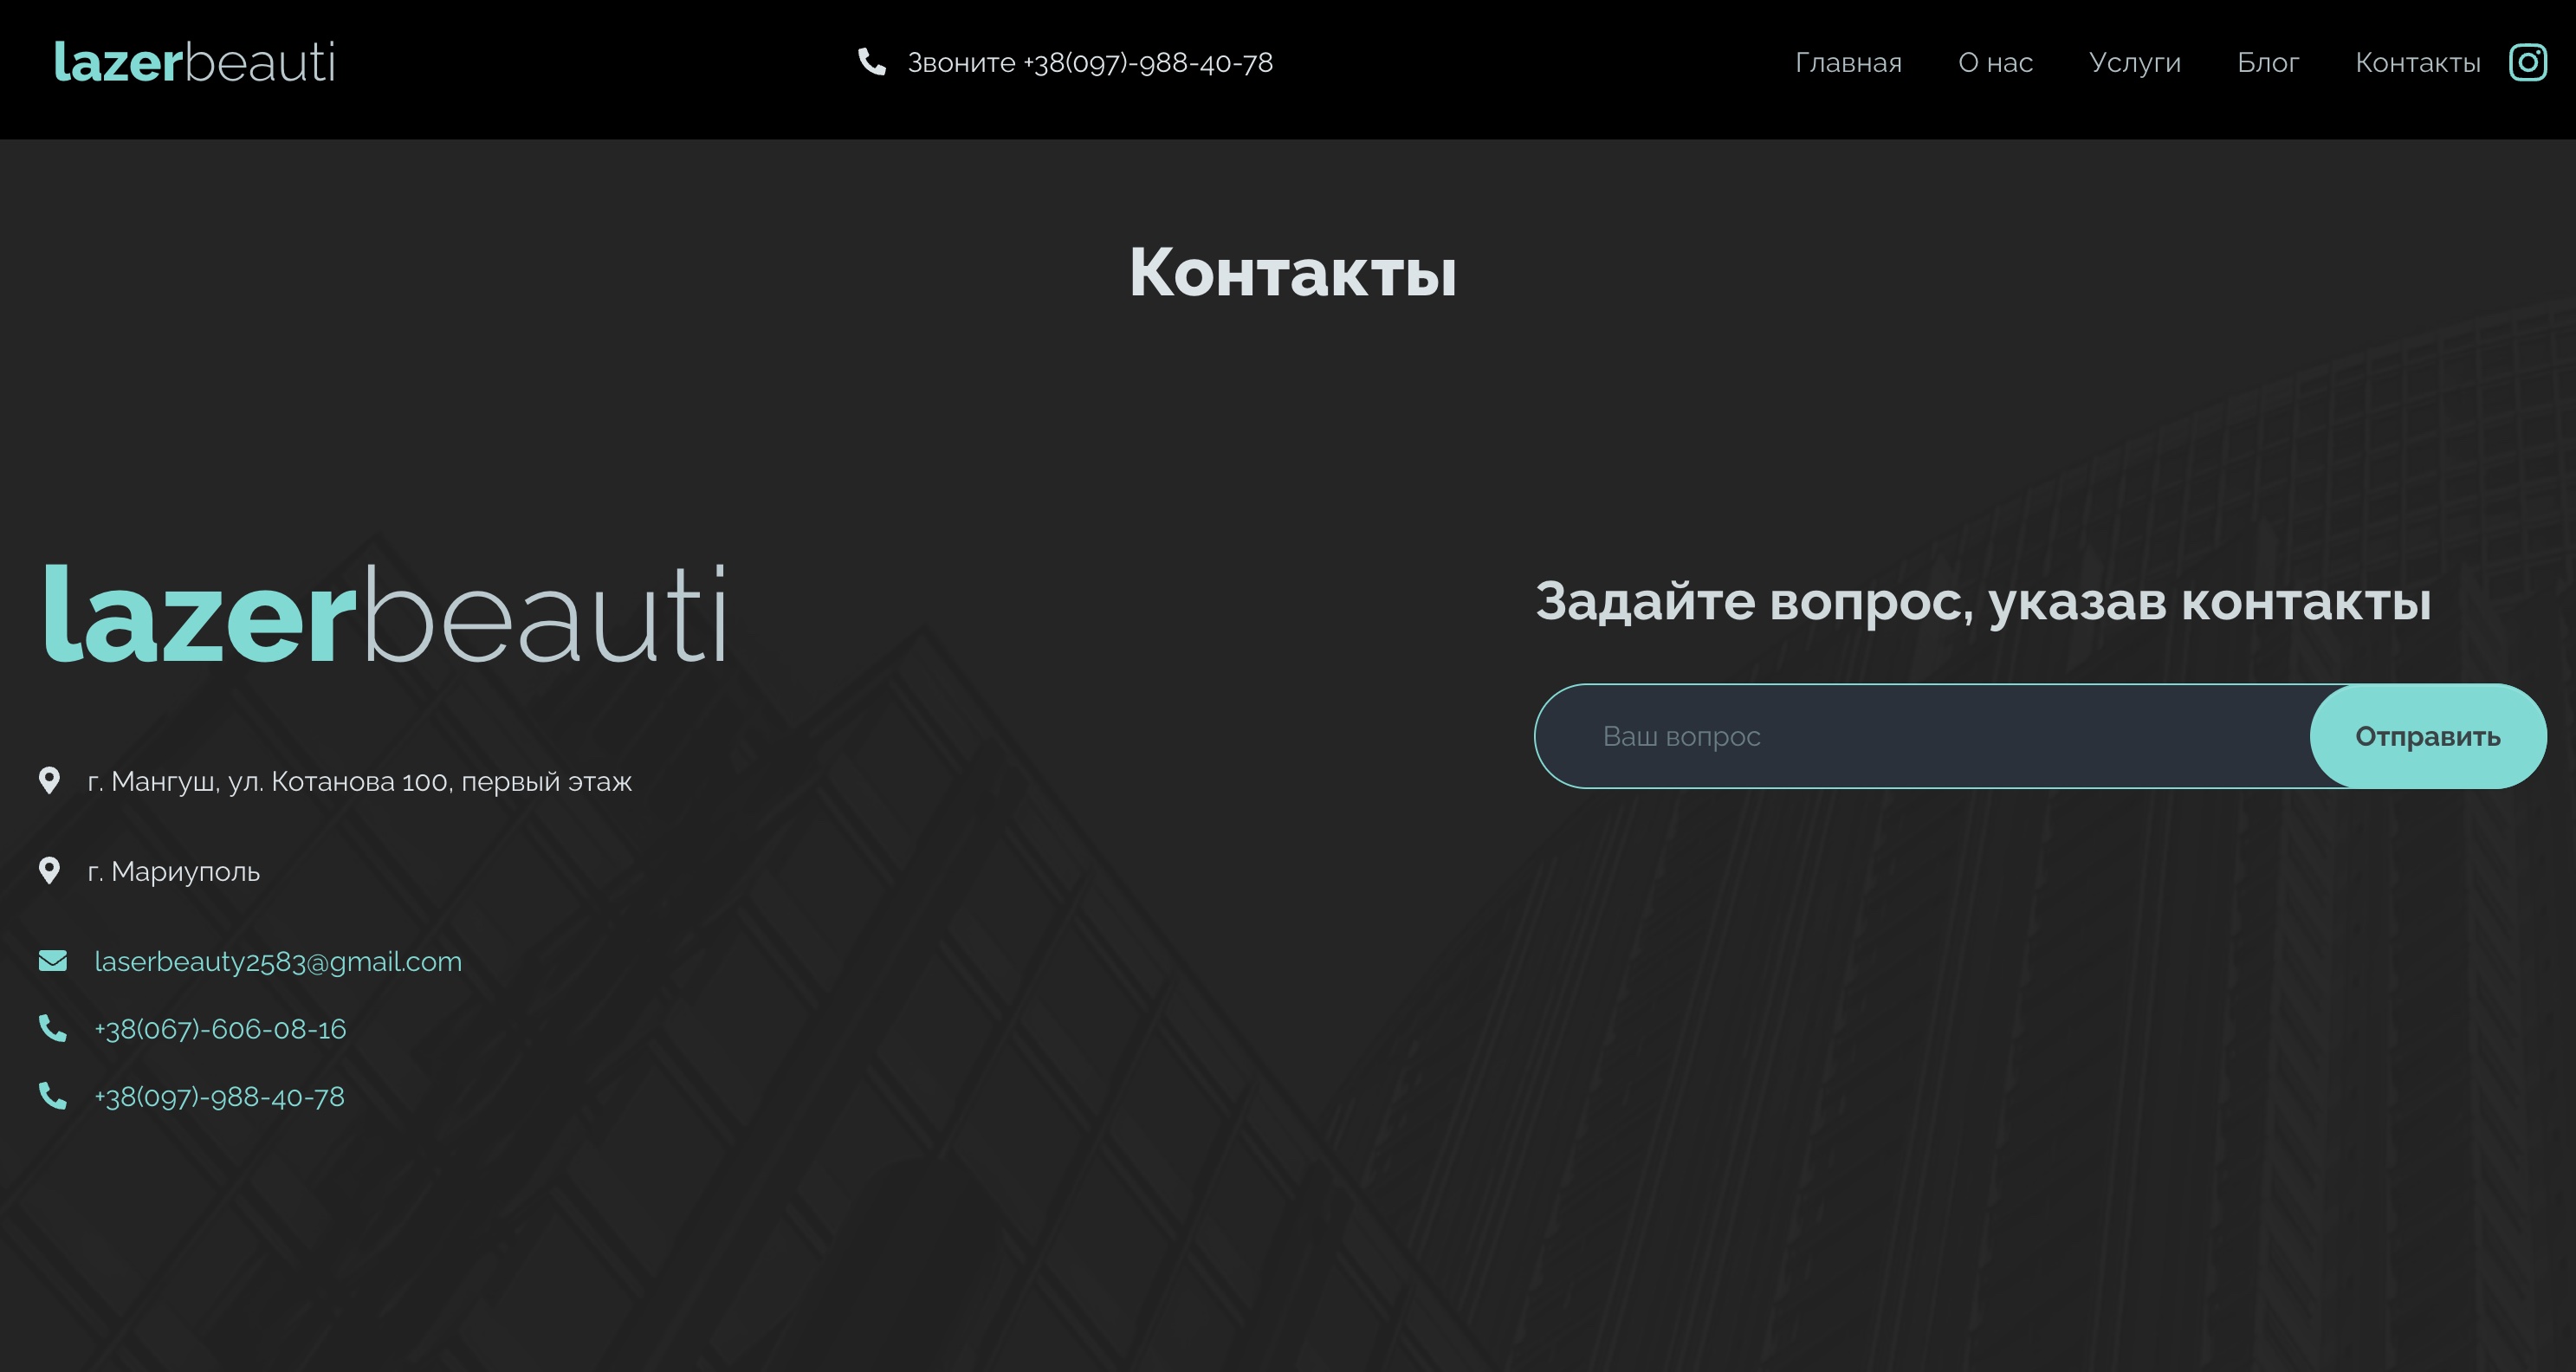 lazerbeauti
Звоните +38(097)-988-40-78
Главная О нас Услуги Блог Контакты
Контакты
lazerbeauti
г. Мангуш, ул. Котанова 100, первый этаж
г. Мариуполь
laserbeauty2583@gmail.com
+38(067)-606-08-16
+38(097)-988-40-78
Задайте вопрос, указав контакты
Ваш вопрос
Отправить